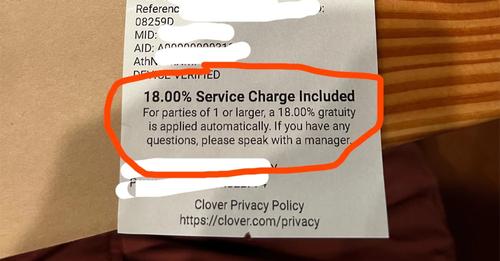 Referenc
08259D
MID:
AID:
DEVICE VERIFIED
18.00% Service Charge Included
For parties of 1 or larger, a 18.00% gratuity
is applied automatically. If you have any
questions, please speak with a manager.
Clover Privacy Policy
https://clover.com/privacy